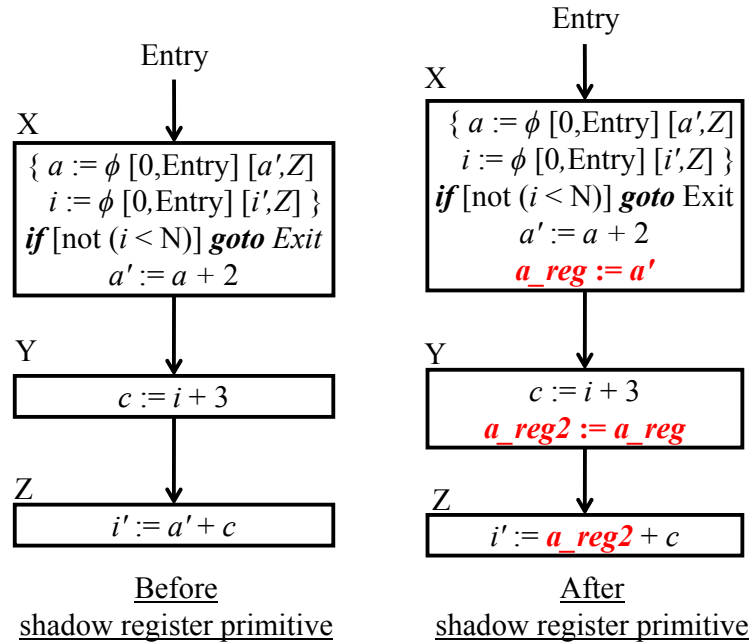 Entry
X
{ a := ϕ [0,Entry] [a′,Z]
i := ϕ [0,Entry] [i′,Z] }
if [not (i < N)] goto Exit
a′ := a + 2
Y
c := i + 3
Z
i′ := a′ + c
Before
shadow register primitive
Entry
X
{ a := ϕ [0,Entry] [a′,Z]
i := ϕ [0,Entry] [i′,Z] }
if [not (i < N)] goto Exit
a′ := a + 2
a_reg := a′
Y
c := i + 3
a_reg2 := a_reg
Z
i′ := a_reg2 + c
After
shadow register primitive